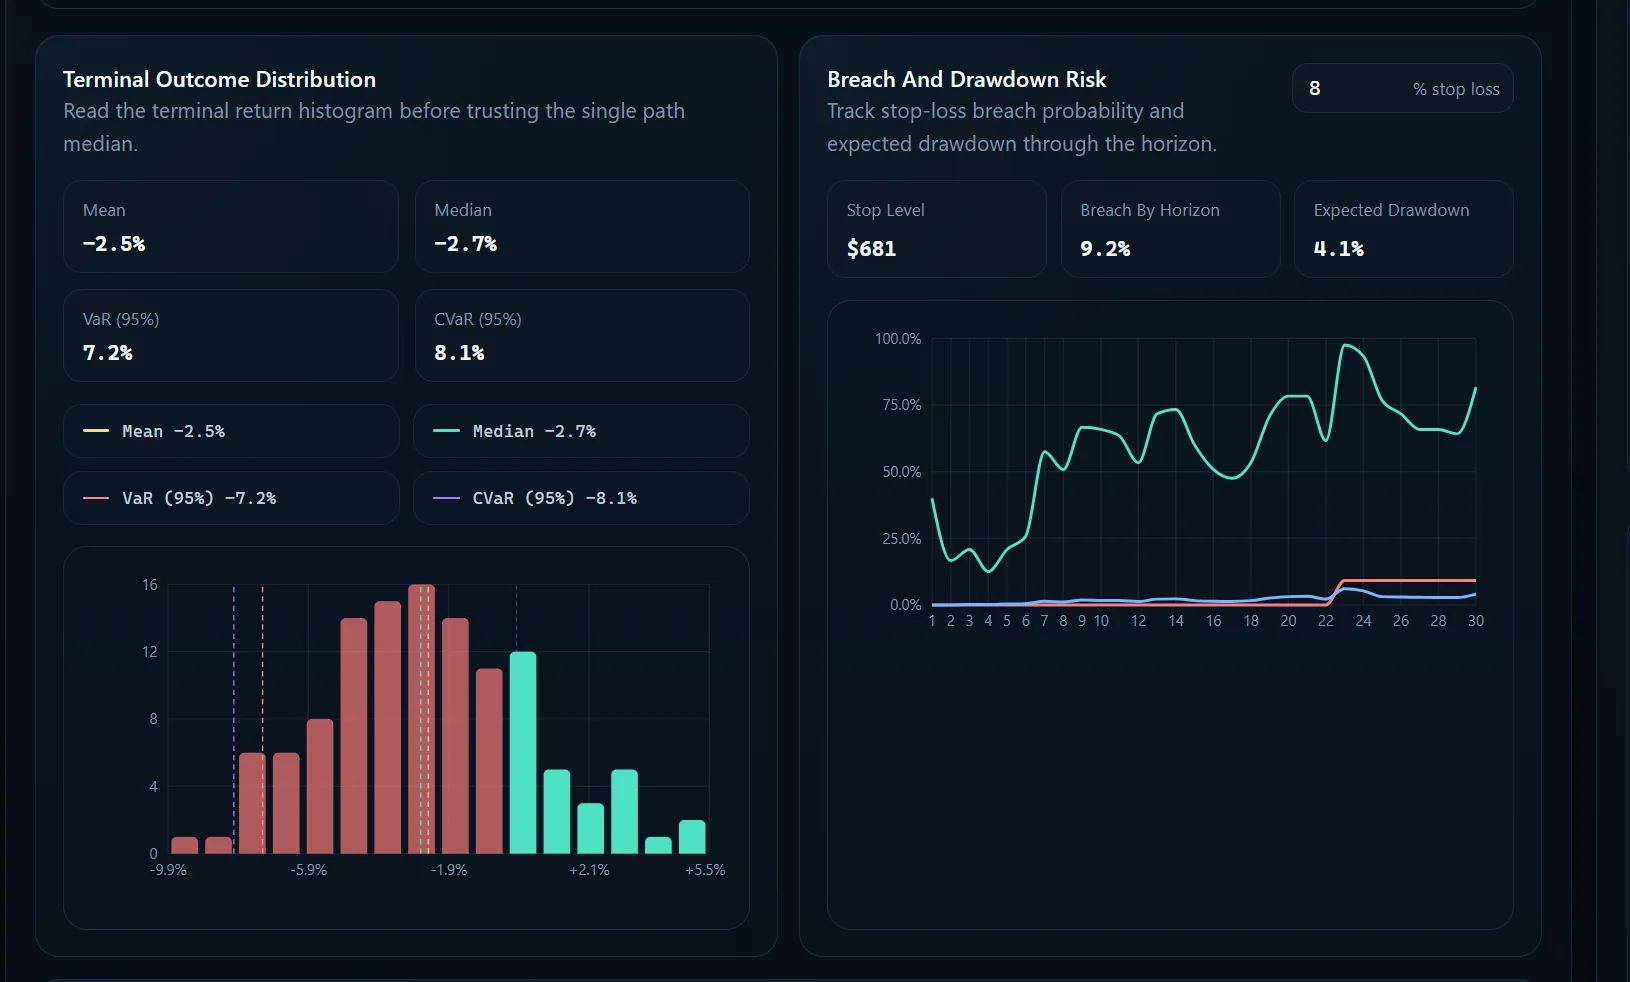 Terminal Outcome Distribution
Read the terminal return histogram before trusting the single path
median.
Mean
−2.5%
Median
−2.7%
VaR (95%)
7.2%
CVaR (95%)
8.1%
Mean −2.5%
Median −2.7%
VaR (95%) −7.2%
CVaR (95%) −8.1%
16
12
8
4
0
-9.9%
-5.9%
-1.9%
+2.1%
+5.5%
Breach And Drawdown Risk
8
% stop loss
Track stop-loss breach probability and
expected drawdown through the horizon.
Stop Level
$681
Breach By Horizon
9.2%
Expected Drawdown
4.1%
100.0%
75.0%
50.0%
25.0%
0.0%
1 2 3 4 5 6 7 8 9 10 12 14 16 18 20 22 24 26 28 30